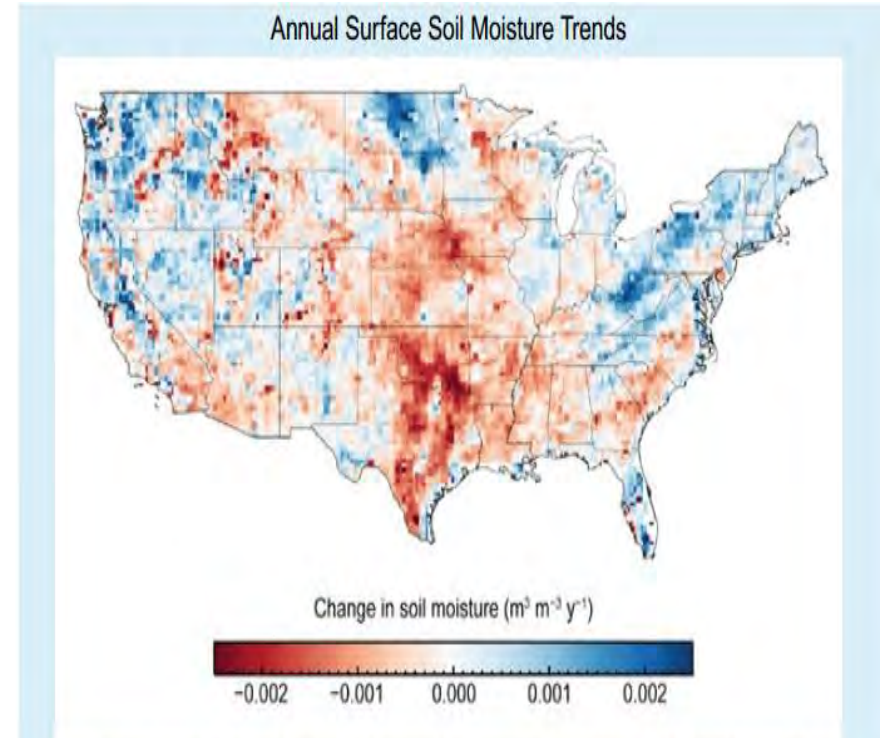 Annual Surface Soil Moisture Trends
Change in soil moisture (m³ m⁻³ y⁻¹)
−0.002 −0.001 0.000 0.001 0.002